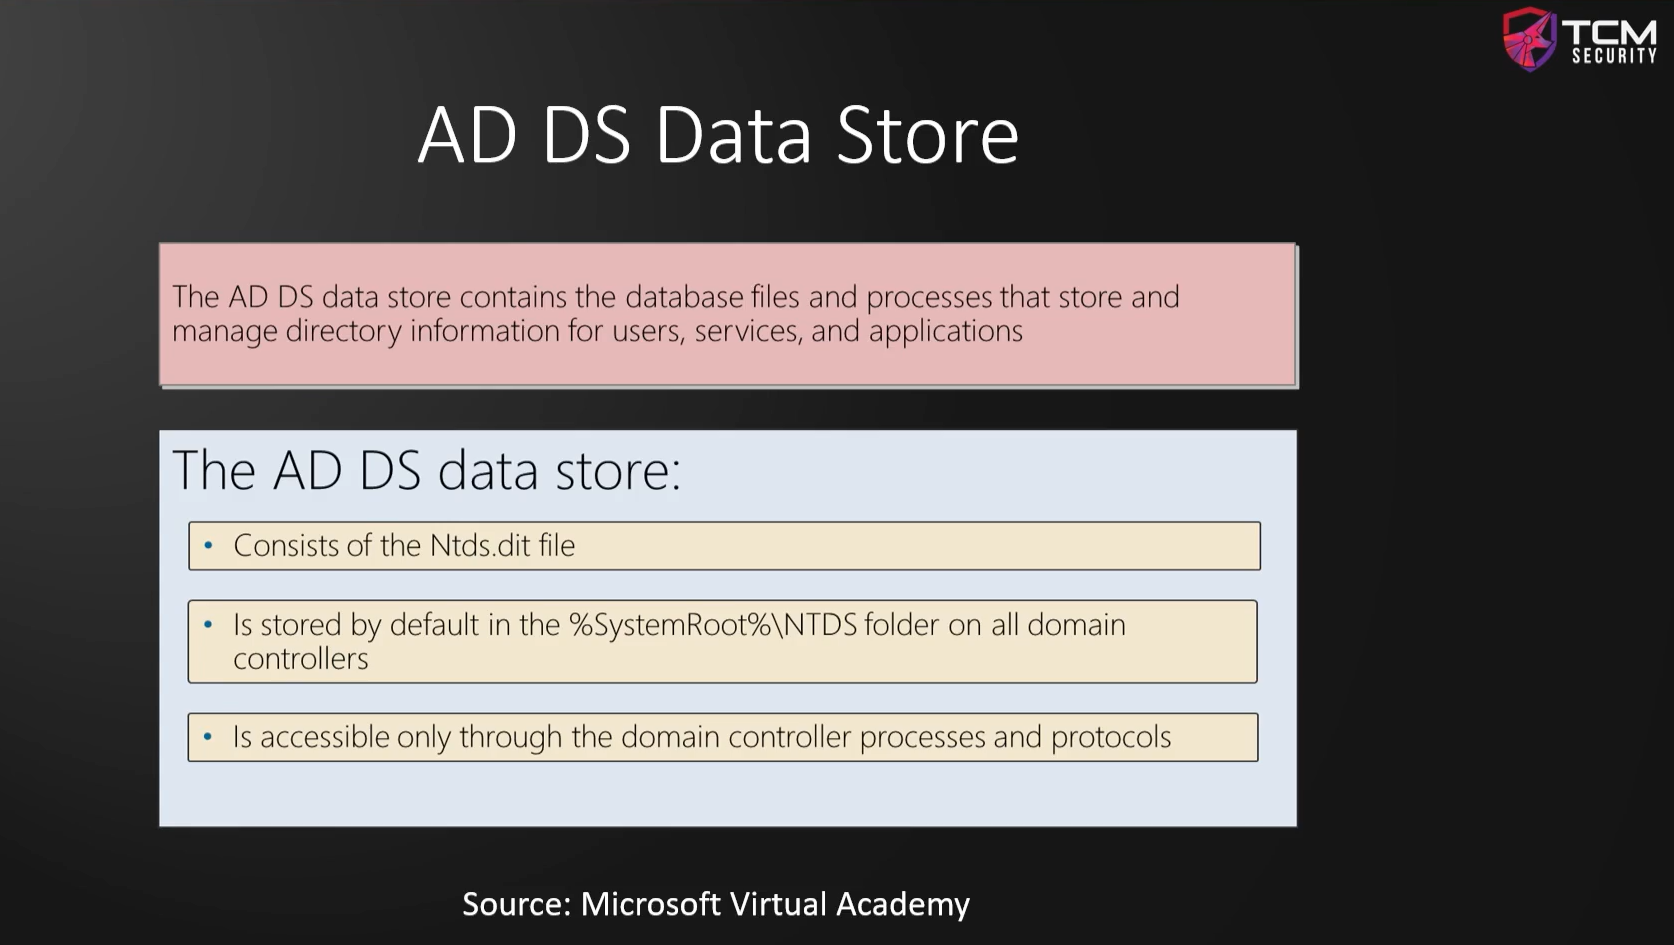 TCM
SECURITY
AD DS Data Store
The AD DS data store contains the database files and processes that store and
manage directory information for users, services, and applications
The AD DS data store:
• Consists of the Ntds.dit file
• Is stored by default in the %SystemRoot%\NTDS folder on all domain
controllers
• Is accessible only through the domain controller processes and protocols
Source: Microsoft Virtual Academy